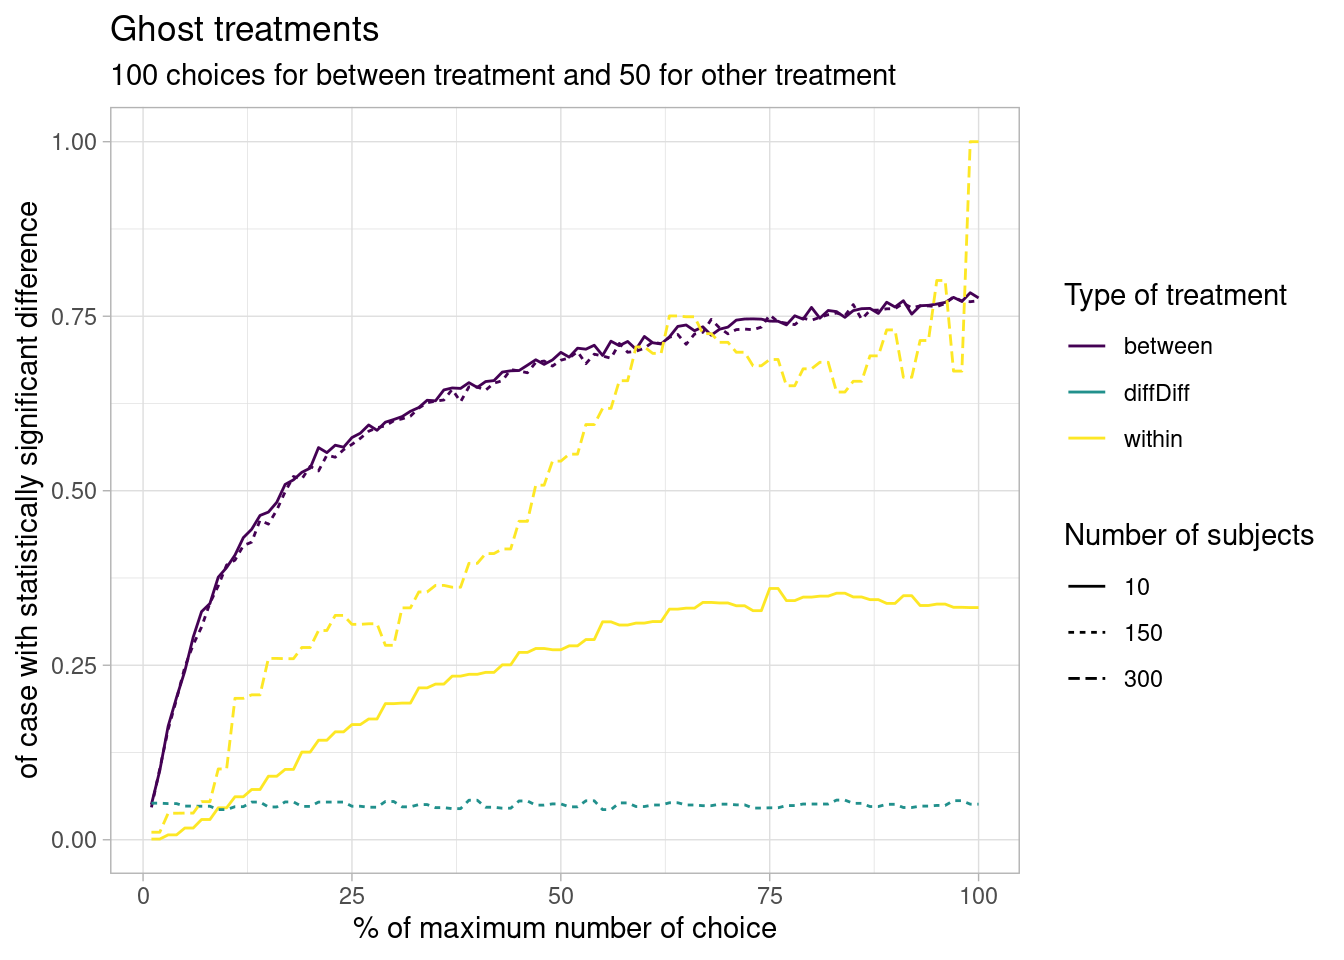 Ghost treatments
100 choices for between treatment and 50 for other treatment
of case with statistically significant difference
1.00
0.75
0.50
0.25
0.00
0
25
50
75
100
% of maximum number of choice
Type of treatment
between
diffDiff
within
Number of subjects
10
150
300